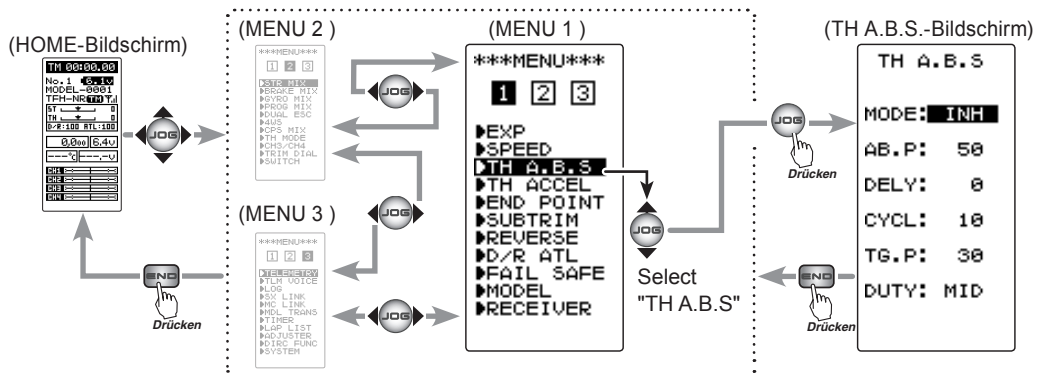 (HOME-Bildschirm)
TM 00:00.00
No.1 6.1v
MODEL-0001
TFH-NR TH
ST 0
TH 0
D/R:100 ATL:100
6.4v
---°c --.-v
CH1
CH2
CH3
CH4
JOG
END
Drücken
(MENU 2 )
***MENU***
1 2 3
STR MIX
BRAKE MIX
GYRO MIX
PROG MIX
DUAL ESC
4WS
CPS MIX
TH MODE
CH3/CH4
TRIM DIAL
SWITCH
JOG
JOG
(MENU 3 )
***MENU***
1 2 3
TELEMETRY
TLM VOICE
LOG
SX LINK
MC LINK
MDL TRANS
TIMER
LAP LIST
ADJUSTER
DIRC FUNC
SYSTEM
JOG
(MENU 1 )
***MENU***
1 2 3
EXP
SPEED
TH A.B.S
TH ACCEL
END POINT
SUBTRIM
REVERSE
D/R ATL
FAIL SAFE
MODEL
RECEIVER
JOG
Select
"TH A.B.S"
JOG
Drücken
END
Drücken
(TH A.B.S.-Bildschirm)
TH A.B.S
MODE: INH
AB.P: 50
DELY: 0
CYCL: 10
TG.P: 30
DUTY: MID